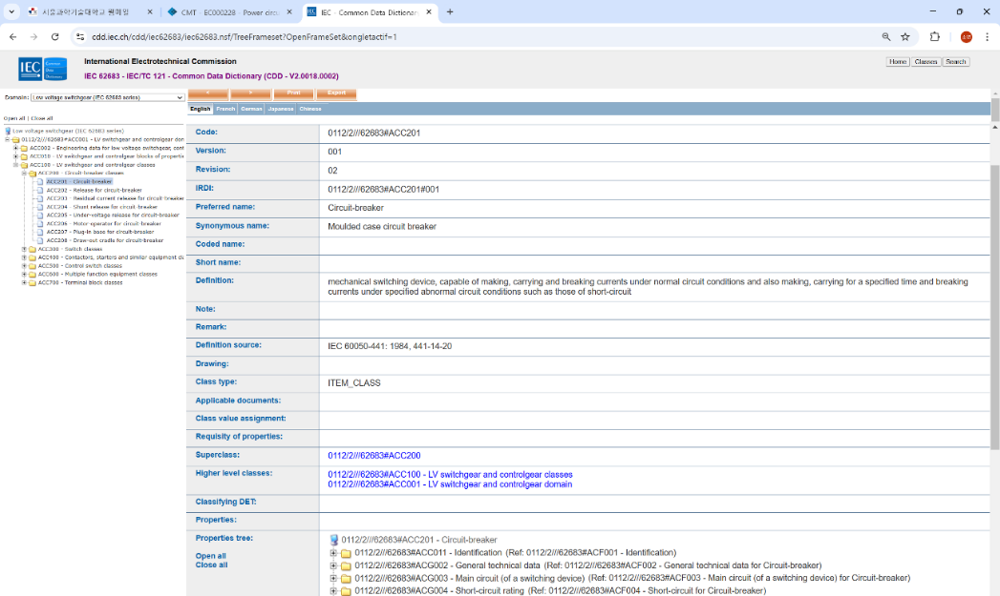 서울과학기술대학교 웹메일
CMT - EC000228 - Power circu
IEC - Common Data Dictionary
cdd.iec.ch/cdd/iec62683/iec62683.nsf/TreeFrameset?OpenFrameSet&ongletactif=1
IEC
Common
Data
Dictionary
International Electrotechnical Commission
IEC 62683 - IEC/TC 121 - Common Data Dictionary (CDD - V2.0018.0002)
Home Classes Search
Domain: Low voltage switchgear (IEC 62683 series)
< > Print Export
English French German Japanese Chinese
Open all | Close all
Low voltage switchgear (IEC 62683 series)
0112/2///62683#ACC001 - LV switchgear and controlgear don
ACC002 - Engineering data for low voltage switchgear, cont
ACC010 - LV switchgear and controlgear blocks of properti
ACC100 - LV switchgear and controlgear classes
ACC200 - Circuit-breaker classes
ACC201 - Circuit-breaker
ACC202 - Release for circuit-breaker
ACC203 - Residual current release for circuit-breaker
ACC204 - Shunt release for circuit-breaker
ACC205 - Under-voltage release for circuit-breaker
ACC206 - Motor-operator for circuit-breaker
ACC207 - Plug-in base for circuit-breaker
ACC208 - Draw-out cradle for circuit-breaker
ACC300 - Switch classes
ACC400 - Contactors, starters and similar equipment cla
ACC500 - Control switch classes
ACC600 - Multiple function equipment classes
ACC700 - Terminal block classes
Code: 0112/2///62683#ACC201
Version: 001
Revision: 02
IRDI: 0112/2///62683#ACC201#001
Preferred name: Circuit-breaker
Synonymous name: Moulded case circuit breaker
Coded name:
Short name:
Definition: mechanical switching device, capable of making, carrying and breaking currents under normal circuit conditions and also making, carrying for a specified time and breaking
currents under specified abnormal circuit conditions such as those of short-circuit
Note:
Remark:
Definition source: IEC 60050-441: 1984, 441-14-20
Drawing:
Class type: ITEM_CLASS
Applicable documents:
Class value assignment:
Requisity of properties:
Superclass: 0112/2///62683#ACC200
Higher level classes: 0112/2///62683#ACC100 - LV switchgear and controlgear classes
0112/2///62683#ACC001 - LV switchgear and controlgear domain
Classifying DET:
Properties:
Properties tree: 0112/2///62683#ACC201 - Circuit-breaker
Open all
Close all
0112/2///62683#ACC011 - Identification (Ref: 0112/2///62683#ACF001 - Identification)
0112/2///62683#ACG002 - General technical data (Ref: 0112/2///62683#ACF002 - General technical data for Circuit-breaker)
0112/2///62683#ACG003 - Main circuit (of a switching device) (Ref: 0112/2///62683#ACF003 - Main circuit (of a switching device) for Circuit-breaker)
0112/2///62683#ACG004 - Short-circuit rating (Ref: 0112/2///62683#ACF004 - Short-circuit for Circuit-breaker)